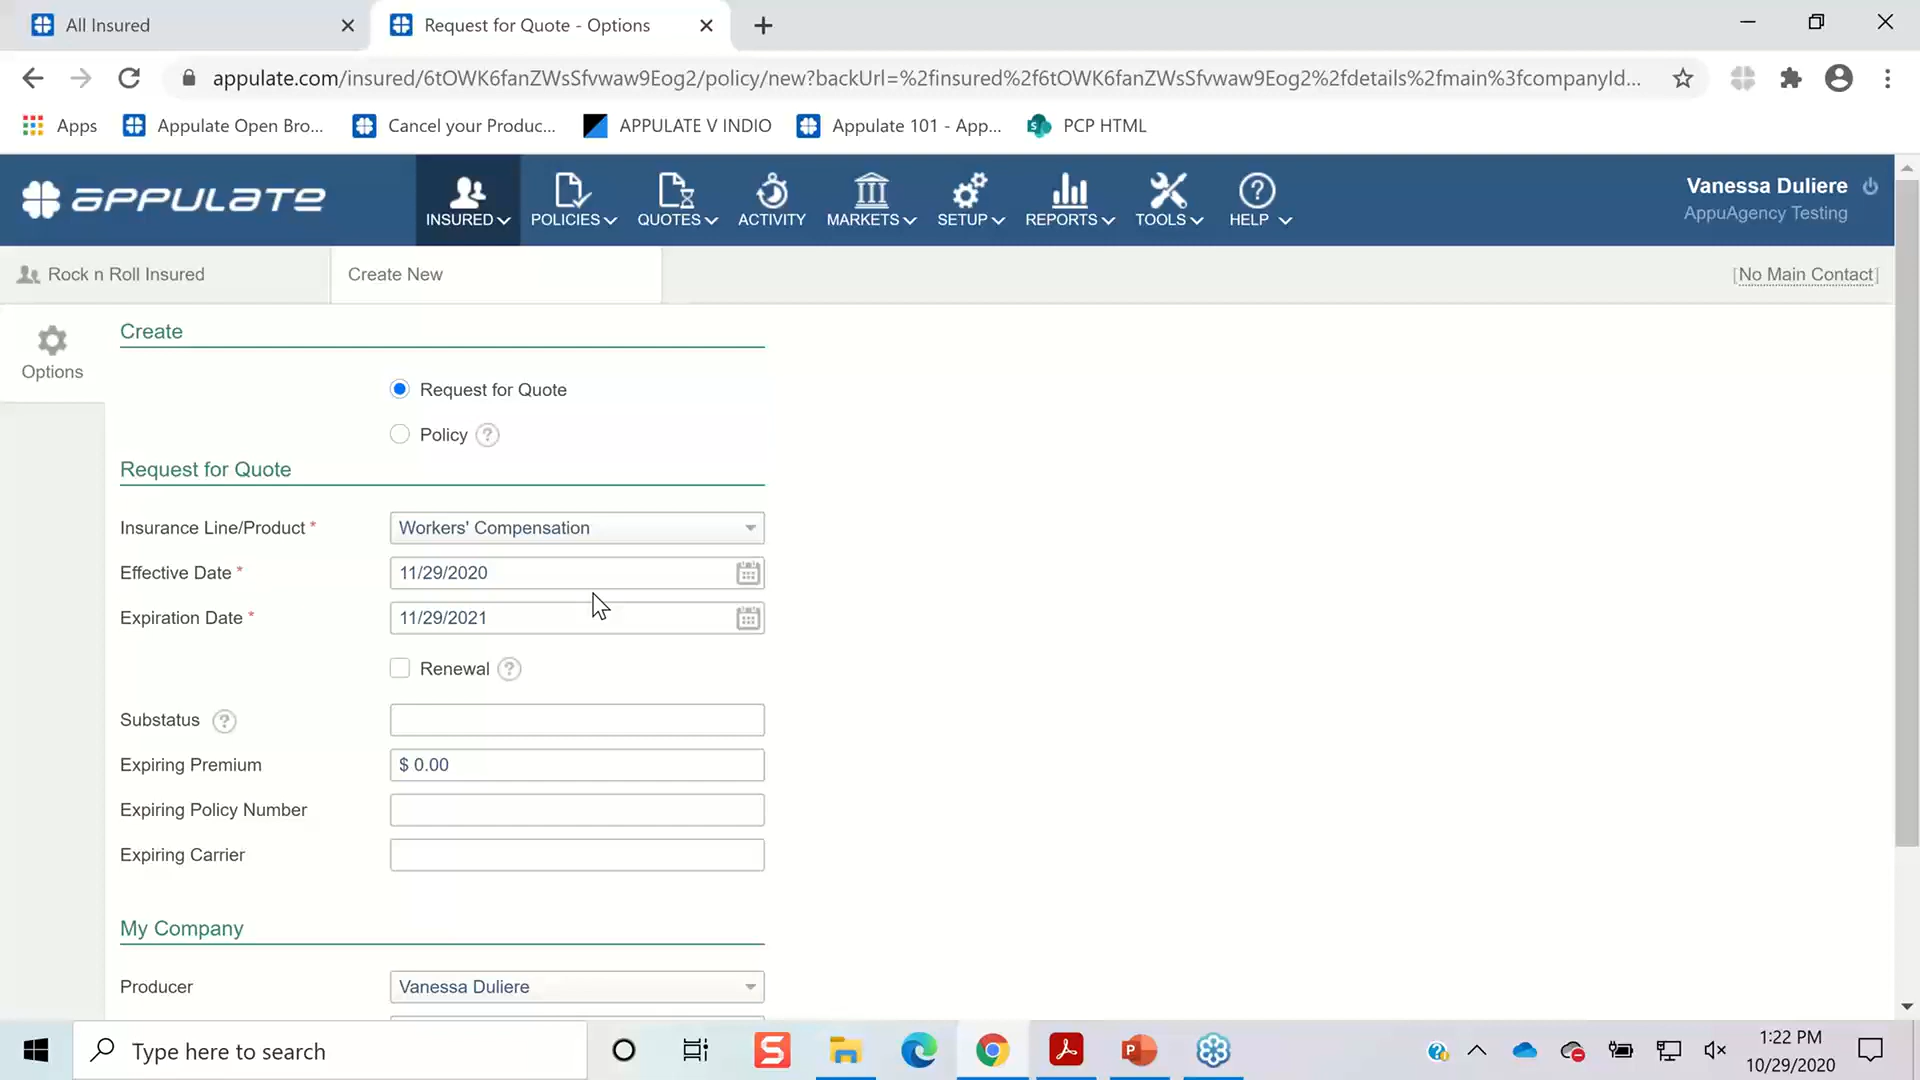 All Insured
Request for Quote - Options
appulate.com/insured/6tOWK6fanZWsSfvwaw9Eog2/policy/new?backUrl=%2finsured%2f6tOWK6fanZWsSfvwaw9Eog2%2fdetails%2fmain%3fcompanyId...
Apps
Appulate Open Bro...
Cancel your Produc...
APPULATE V INDIO
Appulate 101 - App...
PCP HTML
APPULATE
INSURED
POLICIES
QUOTES
ACTIVITY
MARKETS
SETUP
REPORTS
TOOLS
HELP
Vanessa Duliere
AppuAgency Testing
Rock n Roll Insured
Create New
[No Main Contact]
Options
Create
Request for Quote
Policy ?
Request for Quote
Insurance Line/Product * Workers' Compensation
Effective Date * 11/29/2020
Expiration Date * 11/29/2021
Renewal ?
Substatus ?
Expiring Premium $ 0.00
Expiring Policy Number
Expiring Carrier
My Company
Producer Vanessa Duliere
Type here to search
1:22 PM
10/29/2020